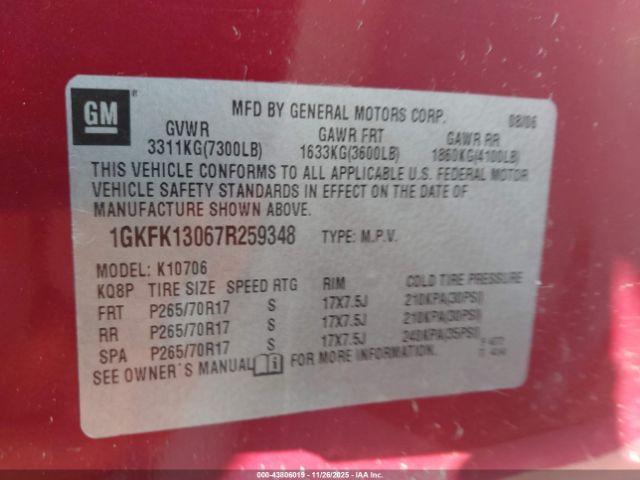 GM
MFD BY GENERAL MOTORS CORP. 08/06
GVWR GAWR FRT GAWR RR
3311KG(7300LB) 1633KG(3600LB) 1860KG(4100LB)
THIS VEHICLE CONFORMS TO ALL APPLICABLE U.S. FEDERAL MOTOR
VEHICLE SAFETY STANDARDS IN EFFECT ON THE DATE OF
MANUFACTURE SHOWN ABOVE.
1GKFK13067R259348 TYPE: M.P.V.
MODEL: K10706
KQ8P TIRE SIZE SPEED RTG RIM COLD TIRE PRESSURE
FRT P265/70R17 S 17X7.5J 210KPA(30PSI)
RR P265/70R17 S 17X7.5J 210KPA(30PSI)
SPA P265/70R17 S 17X7.5J 240KPA(35PSI)
SEE OWNER'S MANUAL FOR MORE INFORMATION.
000-43806019 - 11/26/2025 - IAA Inc.